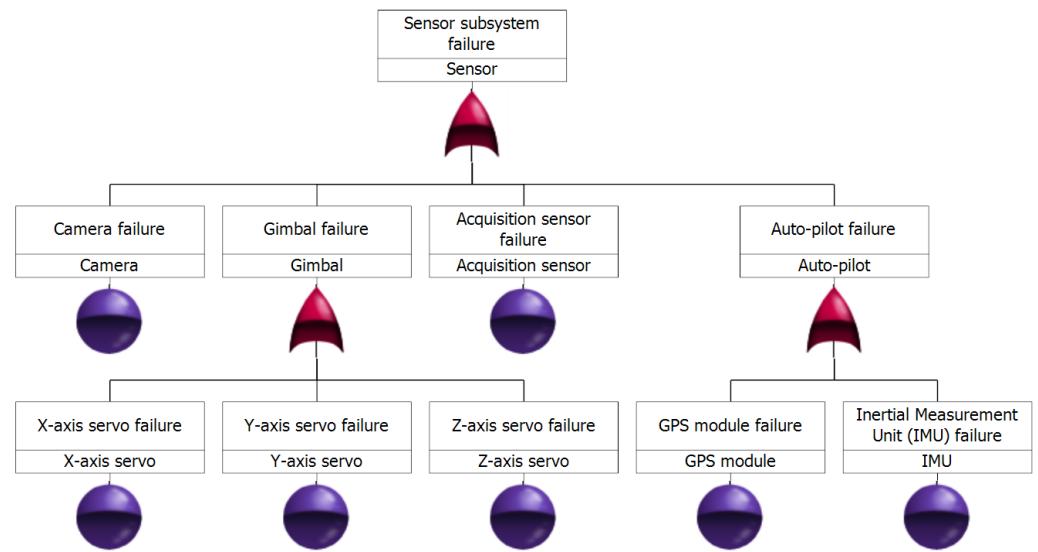 Sensor subsystem
failure
Sensor
Camera failure
Camera
Gimbal failure
Gimbal
Acquisition sensor
failure
Acquisition sensor
Auto-pilot failure
Auto-pilot
X-axis servo failure
X-axis servo
Y-axis servo failure
Y-axis servo
Z-axis servo failure
Z-axis servo
GPS module failure
GPS module
Inertial Measurement
Unit (IMU) failure
IMU